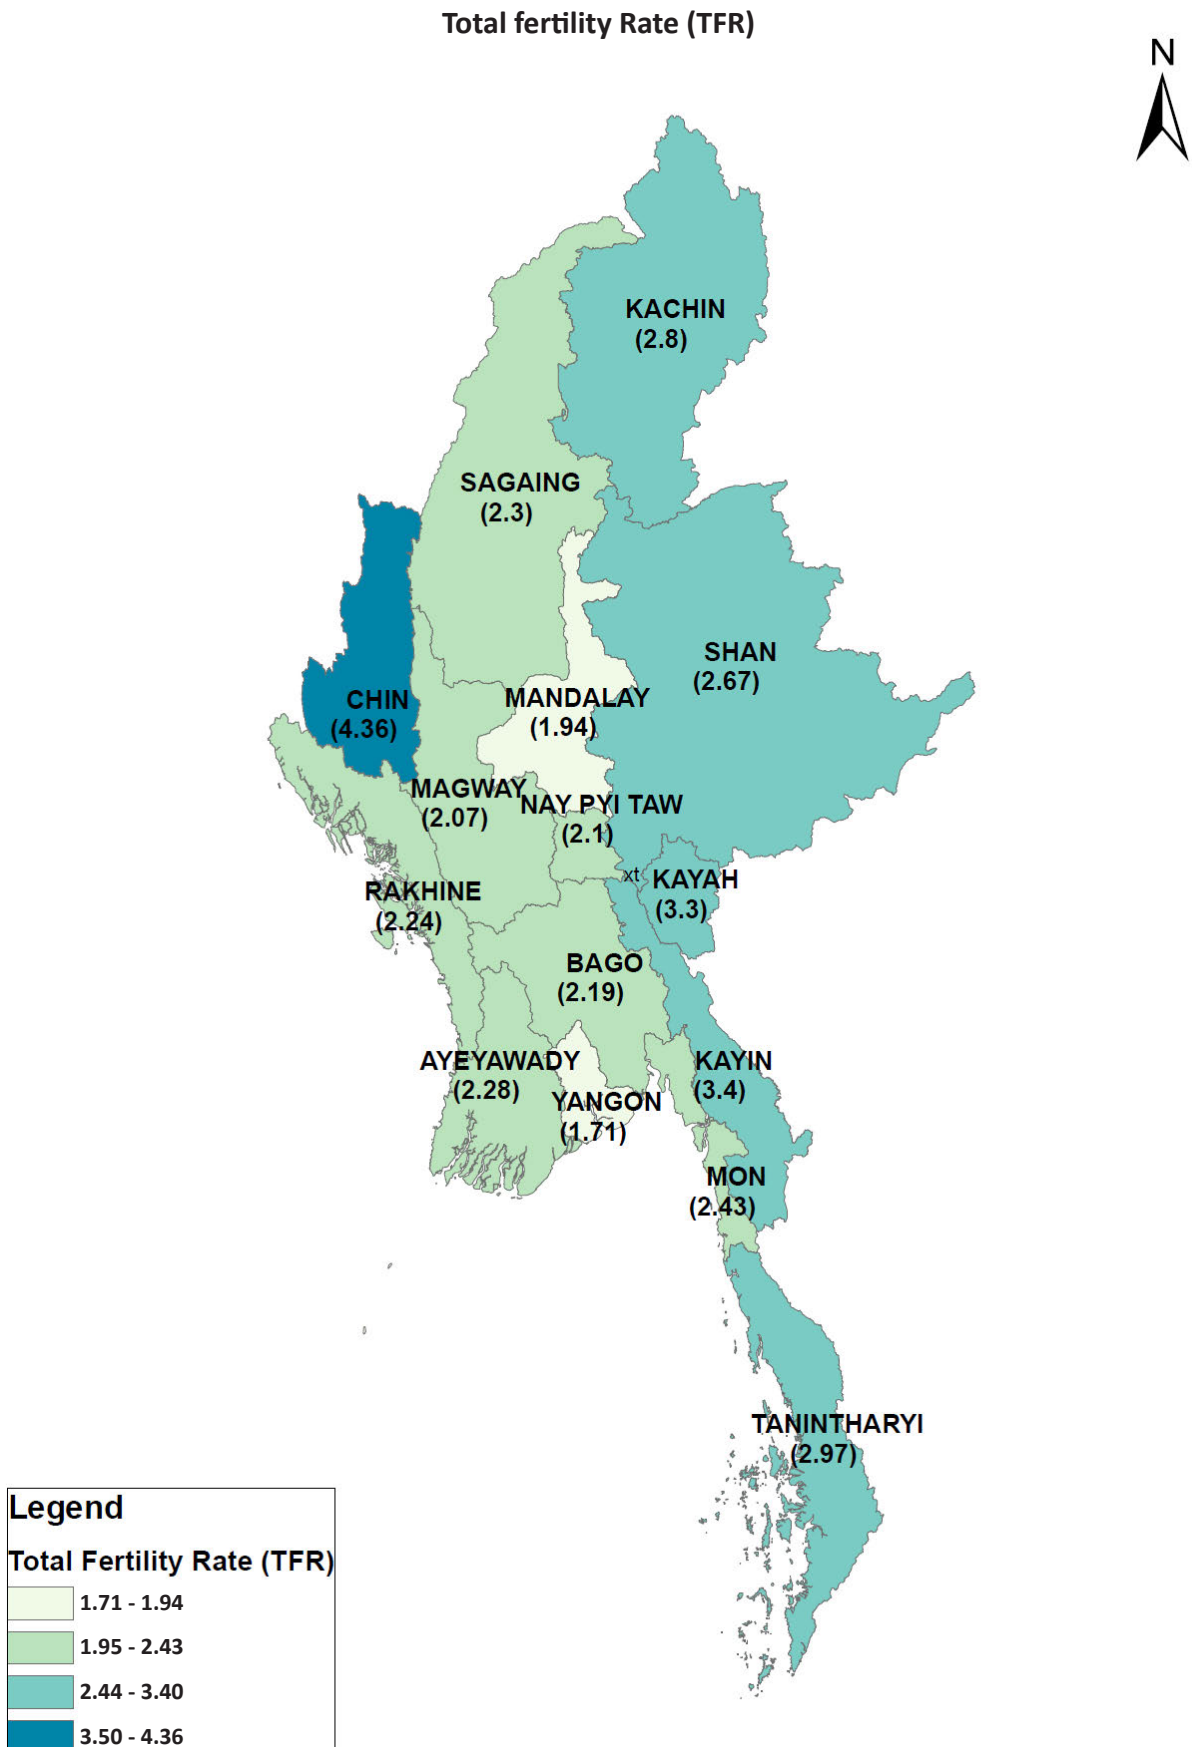 Total fertility Rate (TFR)
N
KACHIN
(2.8)
SAGAING
(2.3)
SHAN
(2.67)
CHIN
(4.36)
MANDALAY
(1.94)
MAGWAY
(2.07)
NAY PYI TAW
(2.1)
xt
KAYAH
(3.3)
RAKHINE
(2.24)
BAGO
(2.19)
AYEYAWADY
(2.28)
YANGON
(1.71)
KAYIN
(3.4)
MON
(2.43)
TANINTHARYI
(2.97)
Legend
Total Fertility Rate (TFR)
1.71 - 1.94
1.95 - 2.43
2.44 - 3.40
3.50 - 4.36